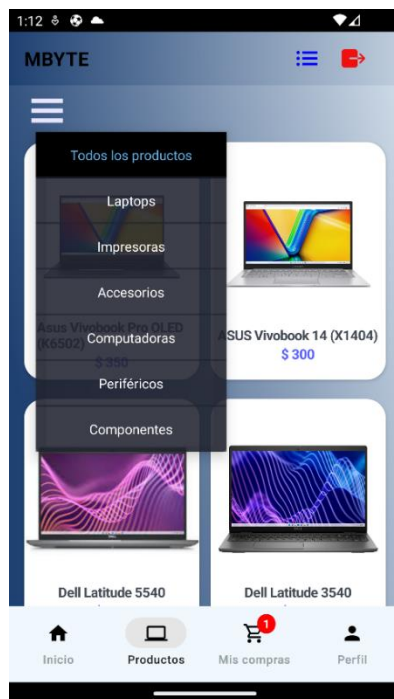 1:12
MBYTE
Todos los productos
Laptops
Impresoras
Accesorios
Computadoras
Periféricos
Componentes
Asus Vivobook Pro OLED
(K6502)
$ 350
ASUS Vivobook 14 (X1404)
$ 300
Dell Latitude 5540
Dell Latitude 3540
Inicio
Productos
1
Mis compras
Perfil